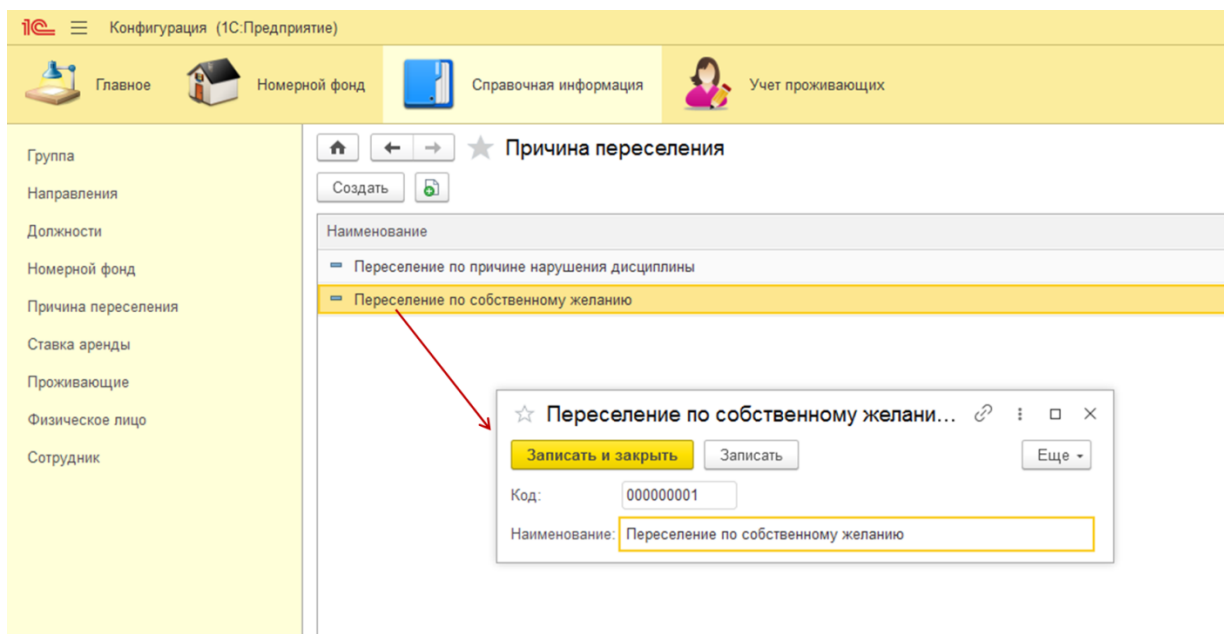 1С Конфигурация (1С:Предприятие)
Главное Номерной фонд Справочная информация Учет проживающих
Группа
Направления
Должности
Номерной фонд
Причина переселения
Ставка аренды
Проживающие
Физическое лицо
Сотрудник
Причина переселения
Создать
Наименование
Переселение по причине нарушения дисциплины
Переселение по собственному желанию
Переселение по собственному желани...
Записать и закрыть Записать Еще
Код: 000000001
Наименование: Переселение по собственному желанию